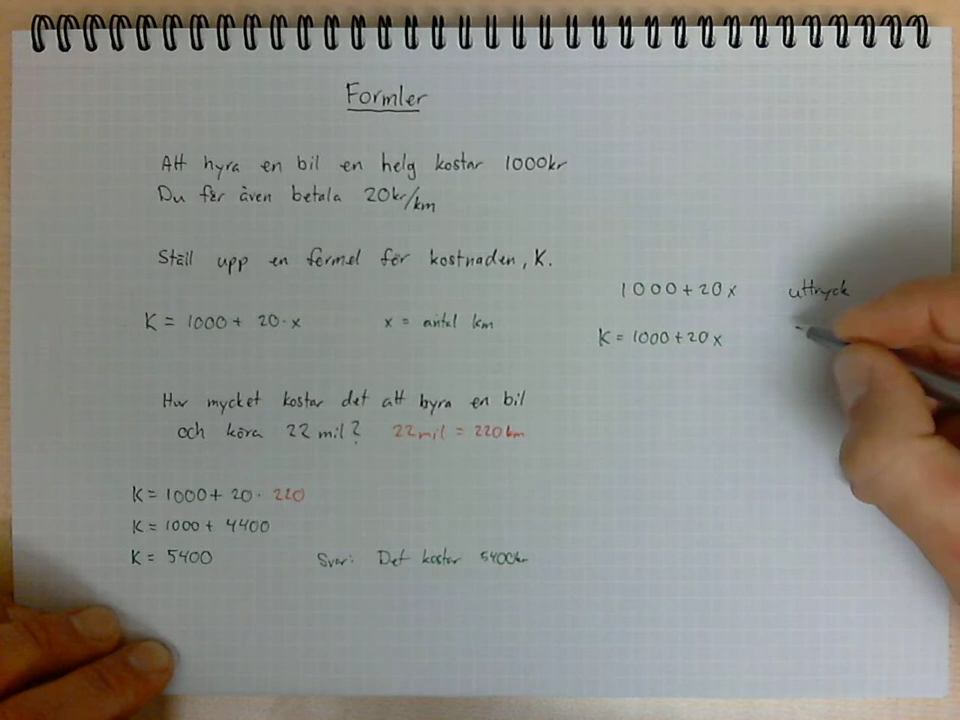 Formler
Att hyra en bil en helg kostar 1000kr
Du får även betala 20kr/km
Ställ upp en formel för kostnaden, K.
K = 1000 + 20 · x
x = antal km
1000 + 20x uttryck
K = 1000 + 20x
Hur mycket kostar det att hyra en bil
och köra 22 mil? 22 mil = 220 km
K = 1000 + 20 · 220
K = 1000 + 4400
K = 5400
Svar: Det kostar 5400kr